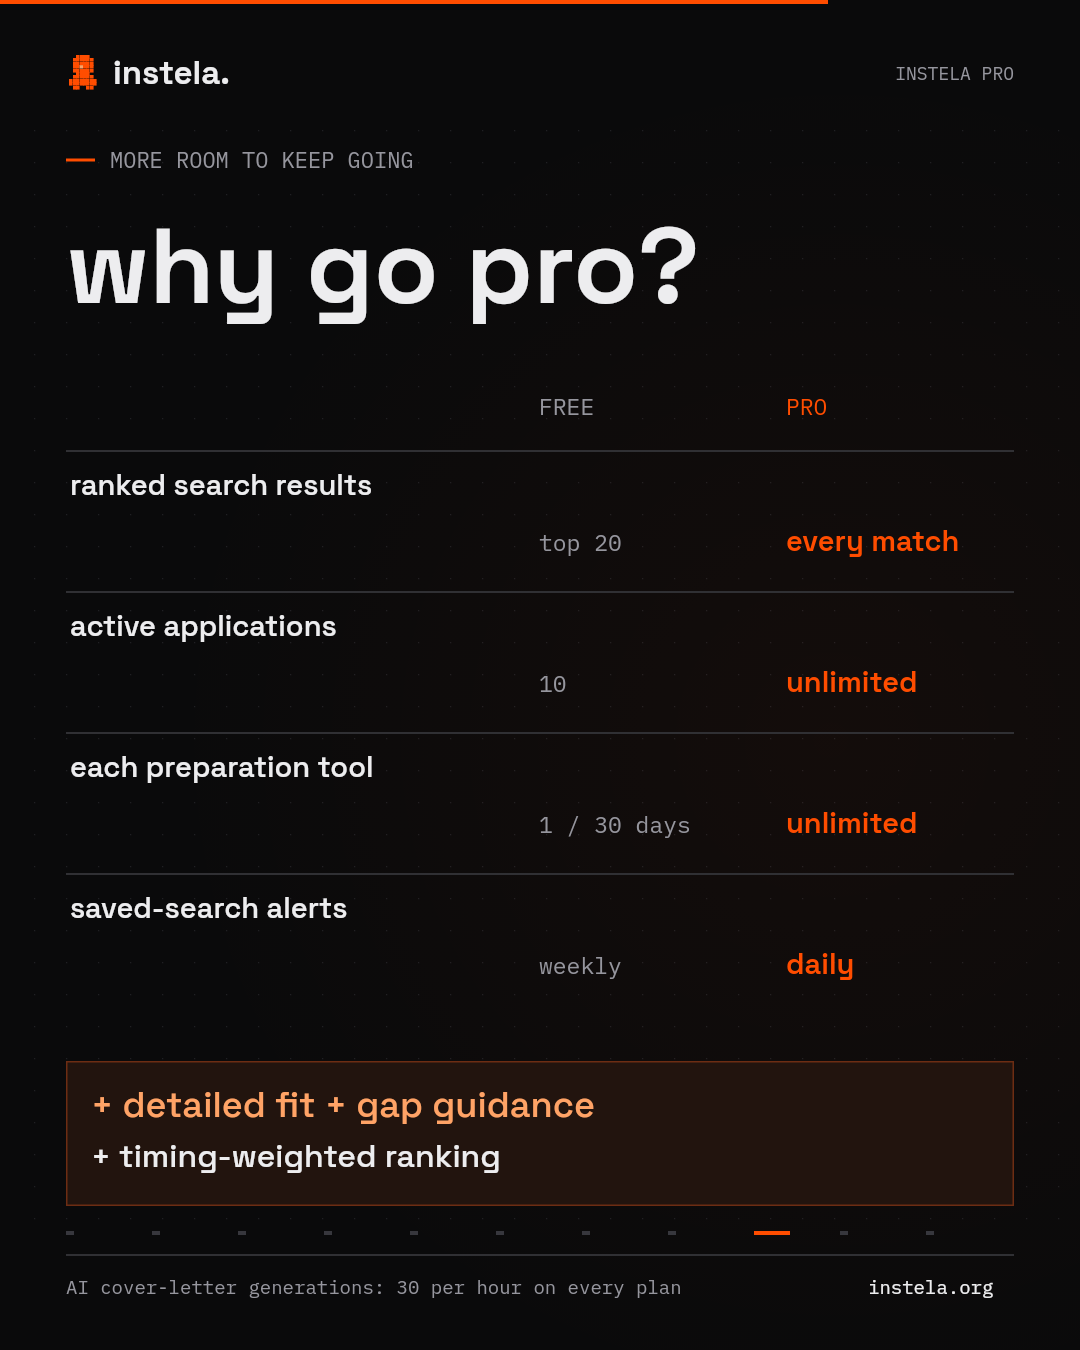 instela.
INSTELA PRO
MORE ROOM TO KEEP GOING
why go pro?
FREE PRO
ranked search results
top 20 every match
active applications
10 unlimited
each preparation tool
1 / 30 days unlimited
saved-search alerts
weekly daily
+ detailed fit + gap guidance
+ timing-weighted ranking
AI cover-letter generations: 30 per hour on every plan
instela.org